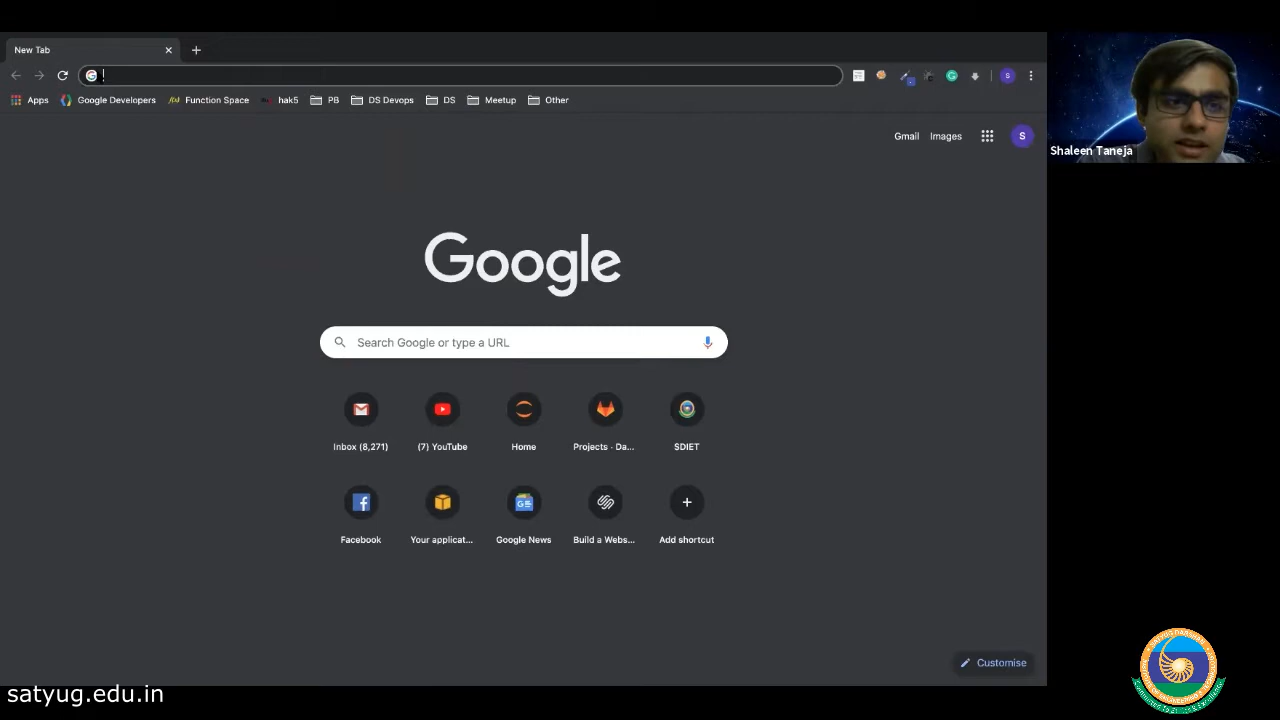 New Tab
Apps Google Developers Function Space hak5 PB DS Devops DS Meetup Other
Gmail Images S
Shaleen Taneja
Google
Search Google or type a URL
Inbox (8,271) (7) YouTube Home Projects - Da... SDIET
Facebook Your applicat... Google News Build a Webs... Add shortcut
Customise
satyug.edu.in